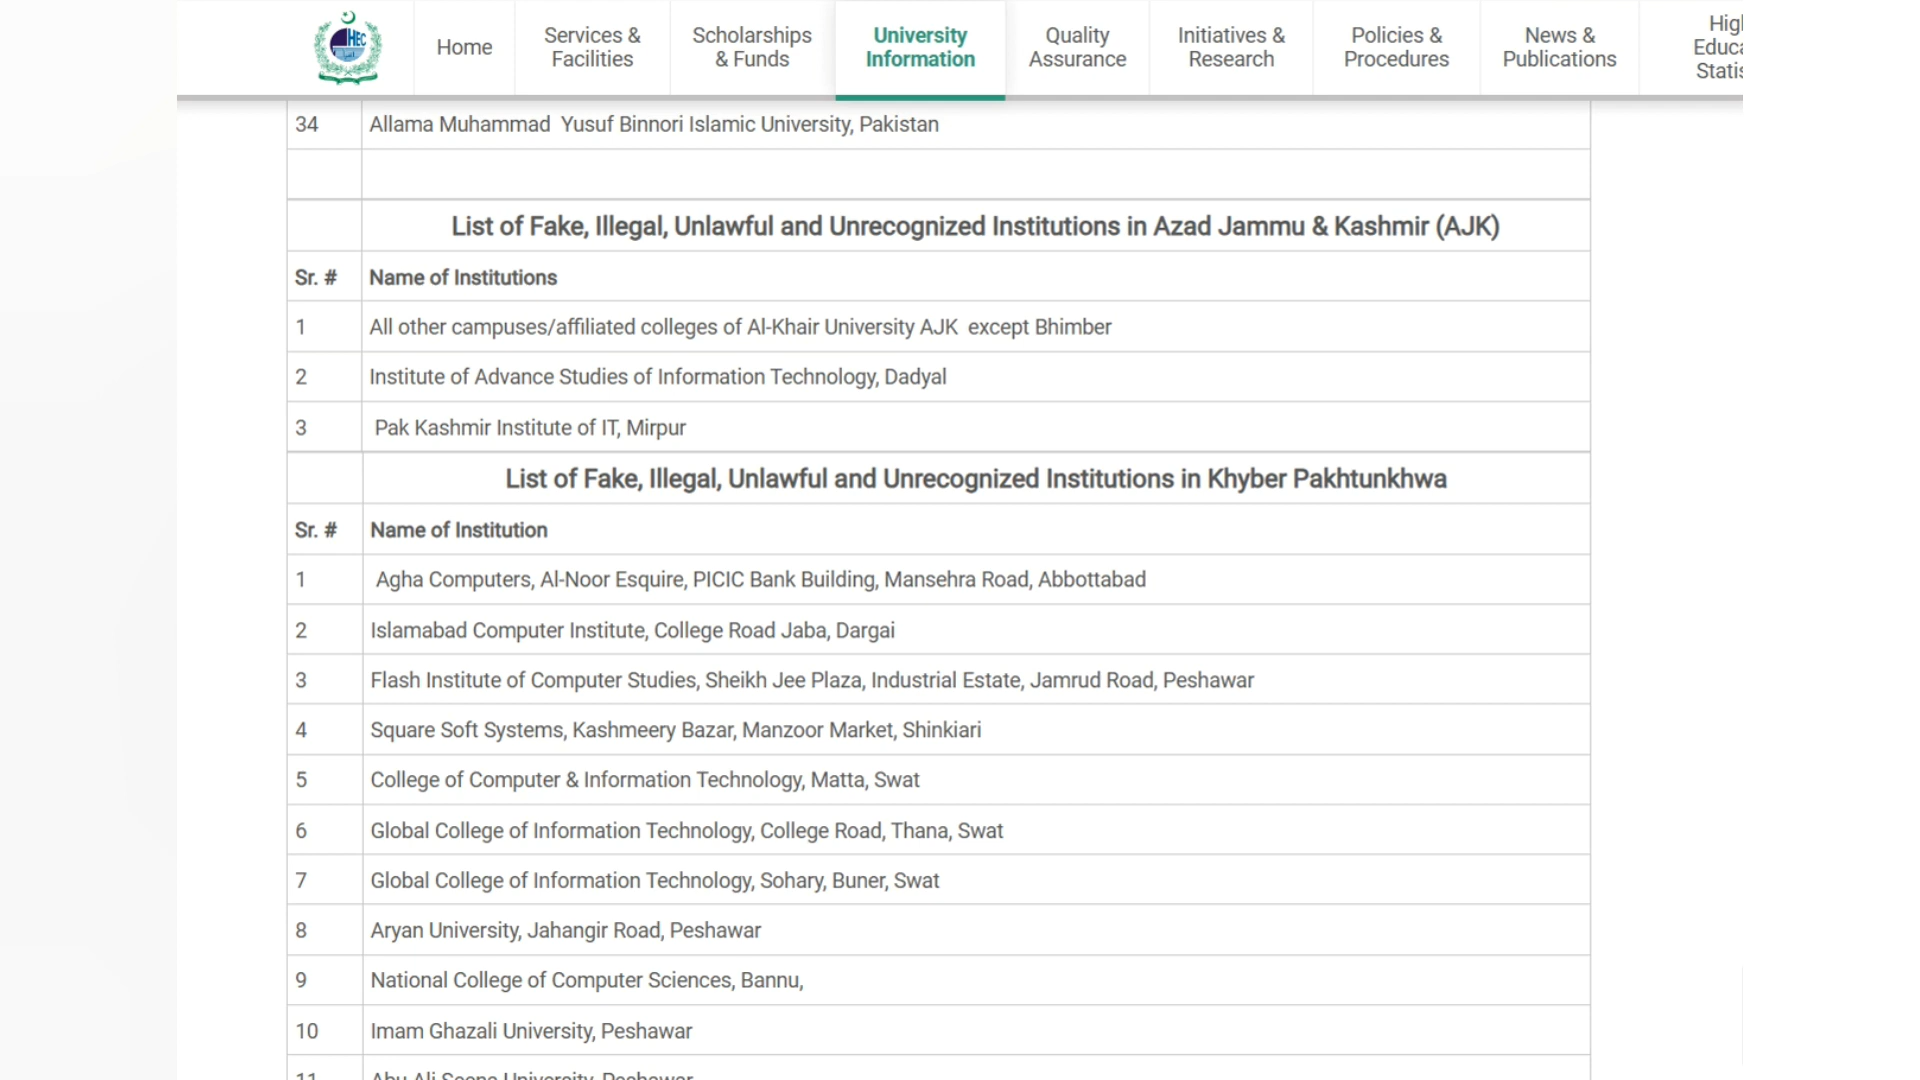 HEC
Home
Services &
Facilities
Scholarships
& Funds
University
Information
Quality
Assurance
Initiatives &
Research
Policies &
Procedures
News &
Publications
34 Allama Muhammad Yusuf Binnori Islamic University, Pakistan
List of Fake, Illegal, Unlawful and Unrecognized Institutions in Azad Jammu & Kashmir (AJK)
Sr. # Name of Institutions
1 All other campuses/affiliated colleges of Al-Khair University AJK except Bhimber
2 Institute of Advance Studies of Information Technology, Dadyal
3 Pak Kashmir Institute of IT, Mirpur
List of Fake, Illegal, Unlawful and Unrecognized Institutions in Khyber Pakhtunkhwa
Sr. # Name of Institution
1 Agha Computers, Al-Noor Esquire, PICIC Bank Building, Mansehra Road, Abbottabad
2 Islamabad Computer Institute, College Road Jaba, Dargai
3 Flash Institute of Computer Studies, Sheikh Jee Plaza, Industrial Estate, Jamrud Road, Peshawar
4 Square Soft Systems, Kashmeery Bazar, Manzoor Market, Shinkiari
5 College of Computer & Information Technology, Matta, Swat
6 Global College of Information Technology, College Road, Thana, Swat
7 Global College of Information Technology, Sohary, Buner, Swat
8 Aryan University, Jahangir Road, Peshawar
9 National College of Computer Sciences, Bannu,
10 Imam Ghazali University, Peshawar
11 Abu Ali Seena University, Peshawar